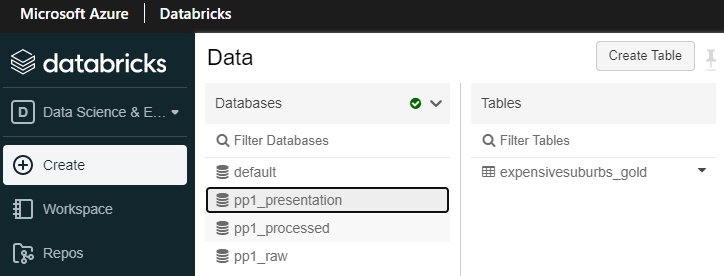 Microsoft Azure Databricks
databricks
D Data Science & E...
Create
Workspace
Repos
Data
Create Table
Databases
Filter Databases
default
pp1_presentation
pp1_processed
pp1_raw
Tables
Filter Tables
expensivesuburbs_gold